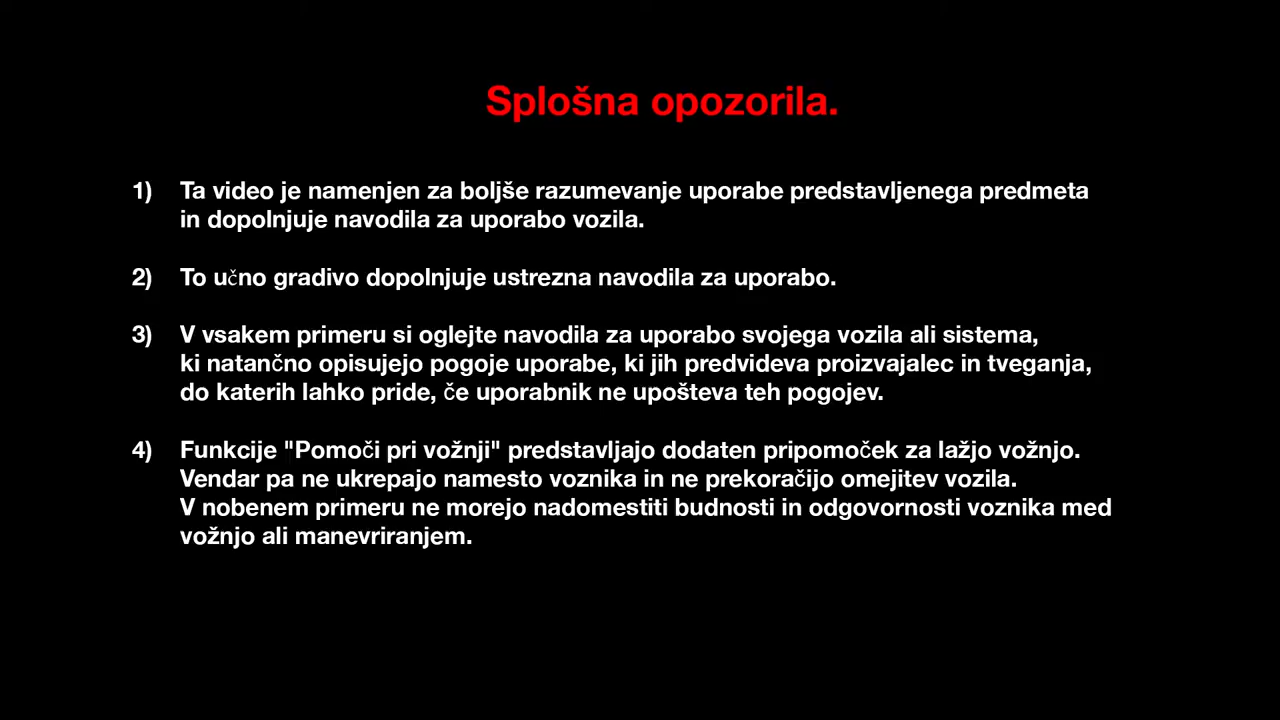 Splošna opozorila.
1) Ta video je namenjen za boljše razumevanje uporabe predstavljenega predmeta
in dopolnjuje navodila za uporabo vozila.
2) To učno gradivo dopolnjuje ustrezna navodila za uporabo.
3) V vsakem primeru si oglejte navodila za uporabo svojega vozila ali sistema,
ki natančno opisujejo pogoje uporabe, ki jih predvideva proizvajalec in tveganja,
do katerih lahko pride, če uporabnik ne upošteva teh pogojev.
4) Funkcije "Pomoči pri vožnji" predstavljajo dodaten pripomoček za lažjo vožnjo.
Vendar pa ne ukrepajo namesto voznika in ne prekoračijo omejitev vozila.
V nobenem primeru ne morejo nadomestiti budnosti in odgovornosti voznika med
vožnjo ali manevriranjem.